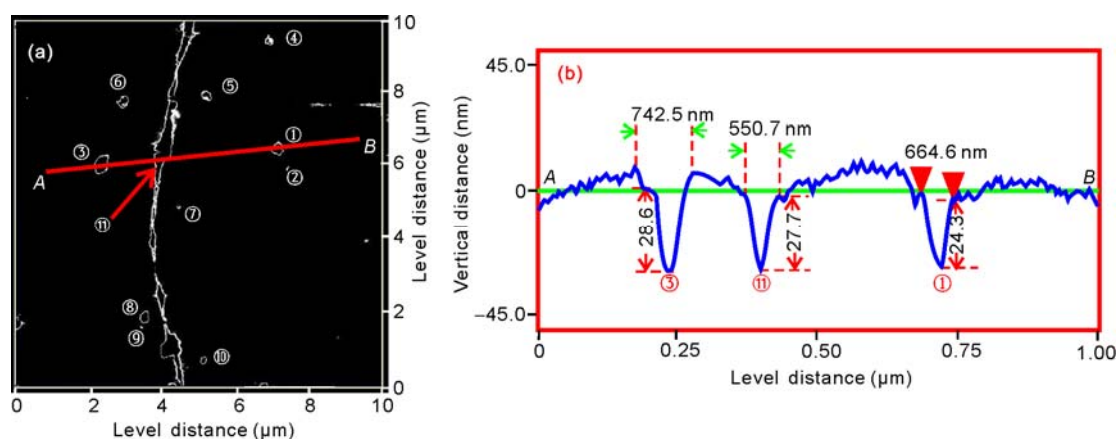 (a)
④
⑥
⑤
③
①
A
B
②
⑪
⑦
⑧
⑨
⑩
10
8
6
4
2
0
Level distance (μm)
0 2 4 6 8 10
Level distance (μm)
(b)
45.0
0
−45.0
Vertical distance (nm)
742.5 nm
550.7 nm
664.6 nm
A
B
28.6
27.7
24.3
③
⑪
①
0 0.25 0.50 0.75 1.00
Level distance (μm)